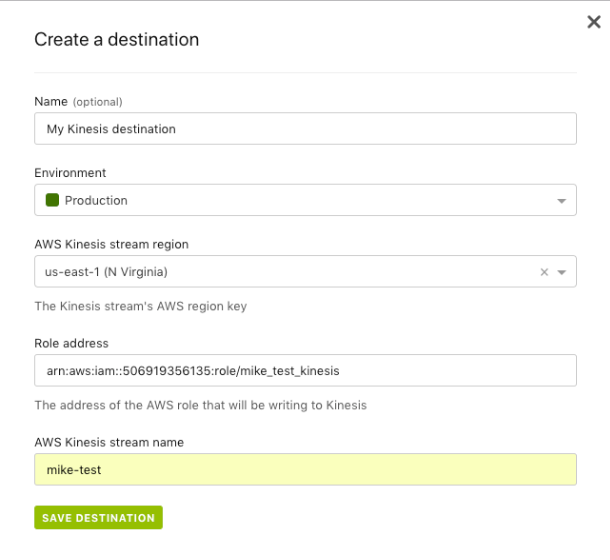 Create a destination
Name (optional)
My Kinesis destination
Environment
Production
AWS Kinesis stream region
us-east-1 (N Virginia)
The Kinesis stream's AWS region key
Role address
arn:aws:iam::506919356135:role/mike_test_kinesis
The address of the AWS role that will be writing to Kinesis
AWS Kinesis stream name
mike-test
SAVE DESTINATION